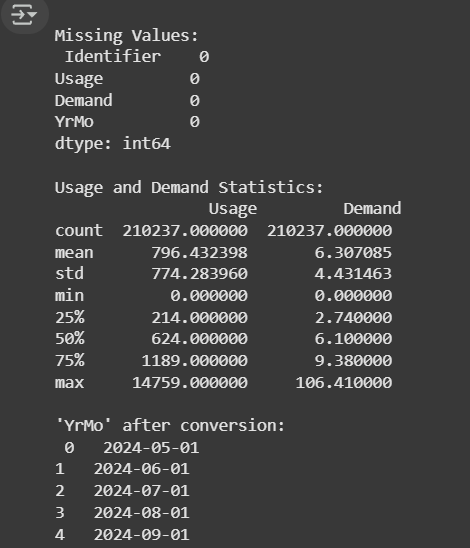 Missing Values:
Identifier    0
Usage         0
Demand        0
YrMo          0
dtype: int64
Usage and Demand Statistics:
               Usage         Demand
count  210237.000000  210237.000000
mean      796.432398       6.307085
std       774.283960       4.431463
min         0.000000       0.000000
25%       214.000000       2.740000
50%       624.000000       6.100000
75%      1189.000000       9.380000
max     14759.000000     106.410000
'YrMo' after conversion:
0   2024-05-01
1   2024-06-01
2   2024-07-01
3   2024-08-01
4   2024-09-01